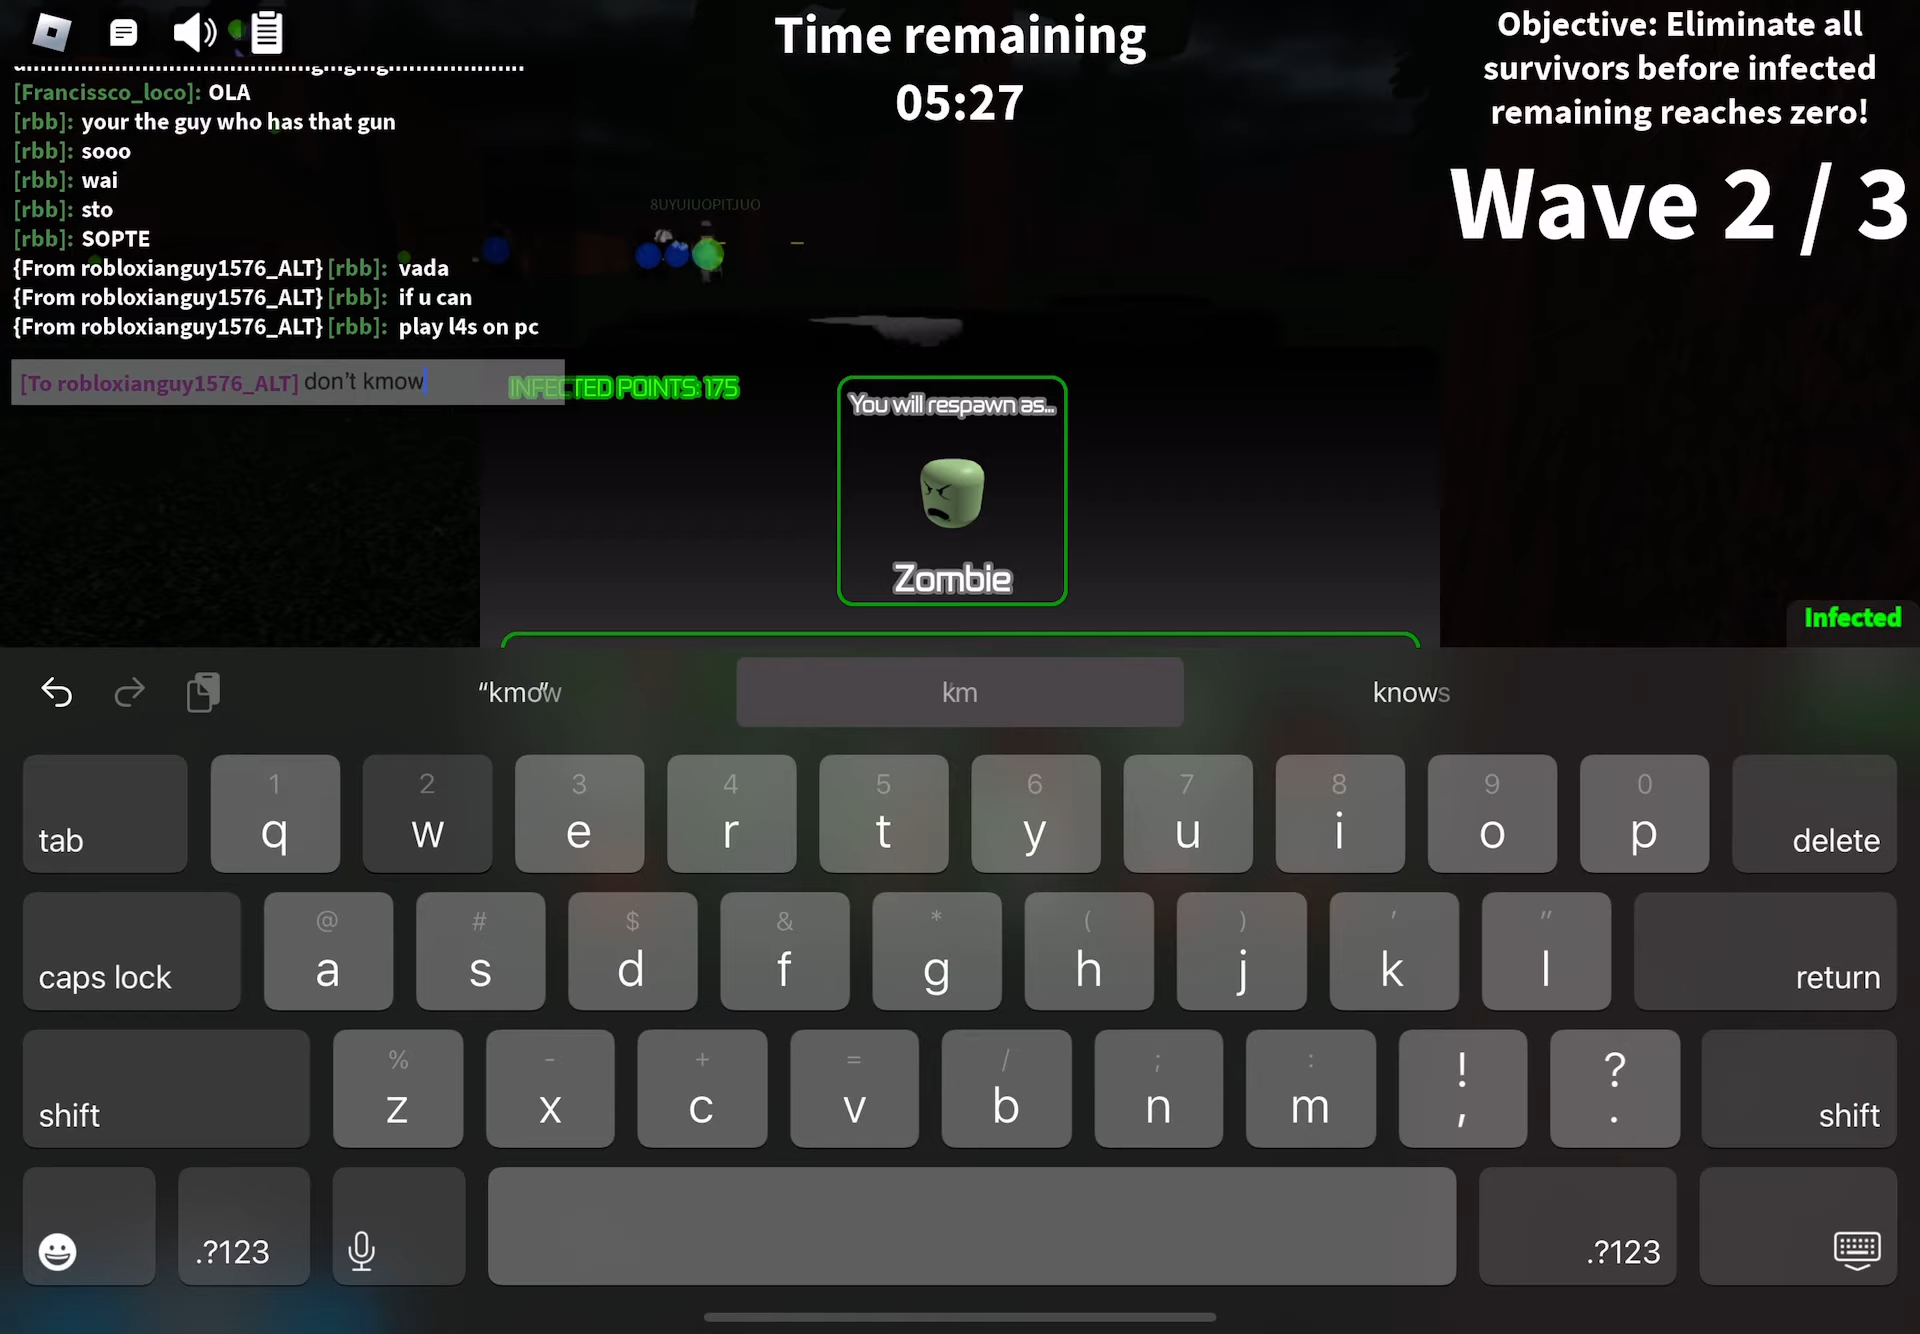 Time remaining
05:27
Objective: Eliminate all
survivors before infected
remaining reaches zero!
Wave 2 / 3
[Francissco_loco]: OLA
[rbb]: your the guy who has that gun
[rbb]: sooo
[rbb]: wai
[rbb]: sto
[rbb]: SOPTE
{From robloxianguy1576_ALT} [rbb]: vada
{From robloxianguy1576_ALT} [rbb]: if u can
{From robloxianguy1576_ALT} [rbb]: play l4s on pc
[To robloxianguy1576_ALT] don’t kmow
8UYUIUOPITJUO
INFECTED POINTS: 175
You will respawn as...
Zombie
Infected
“kmow” km knows
1 2 3 4 5 6 7 8 9 0
tab q w e r t y u i o p delete
@ # $ & * ( ) ' "
caps lock a s d f g h j k l return
% - + = / ; : ! ?
shift z x c v b n m , . shift
.?123 .?123